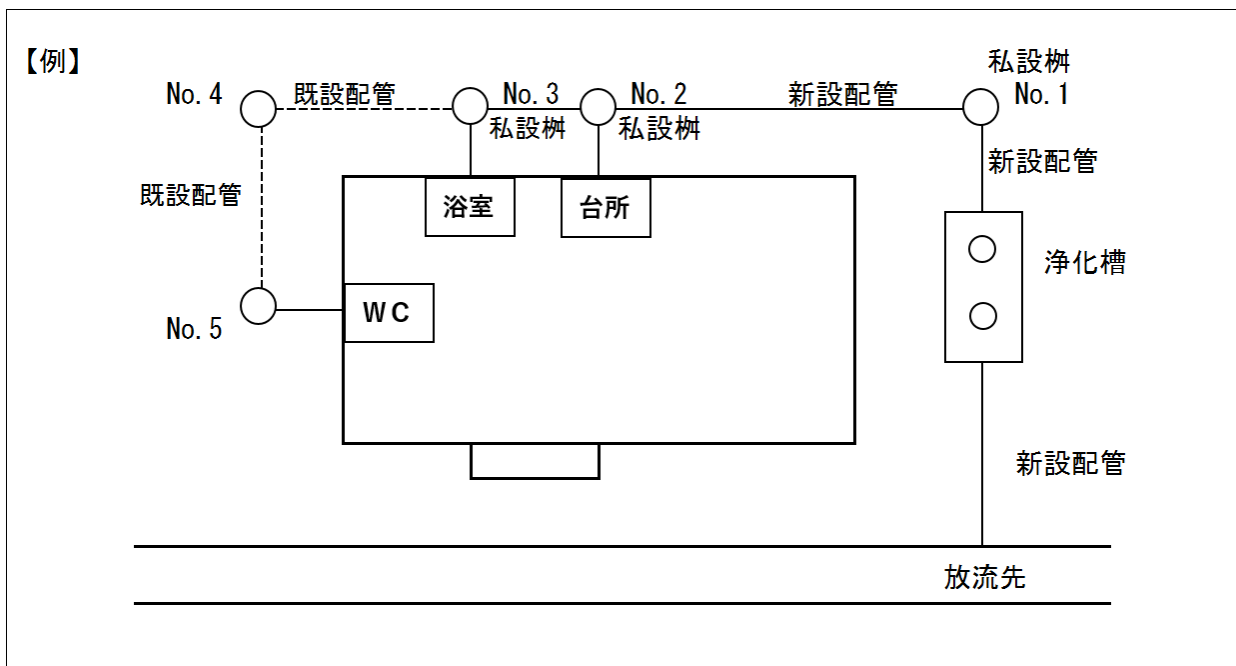 【例】
私設桝
No.4
既設配管
No.3
私設桝
No.2
私設桝
新設配管
No.1
新設配管
既設配管
浴室
台所
浄化槽
WC
No.5
新設配管
放流先